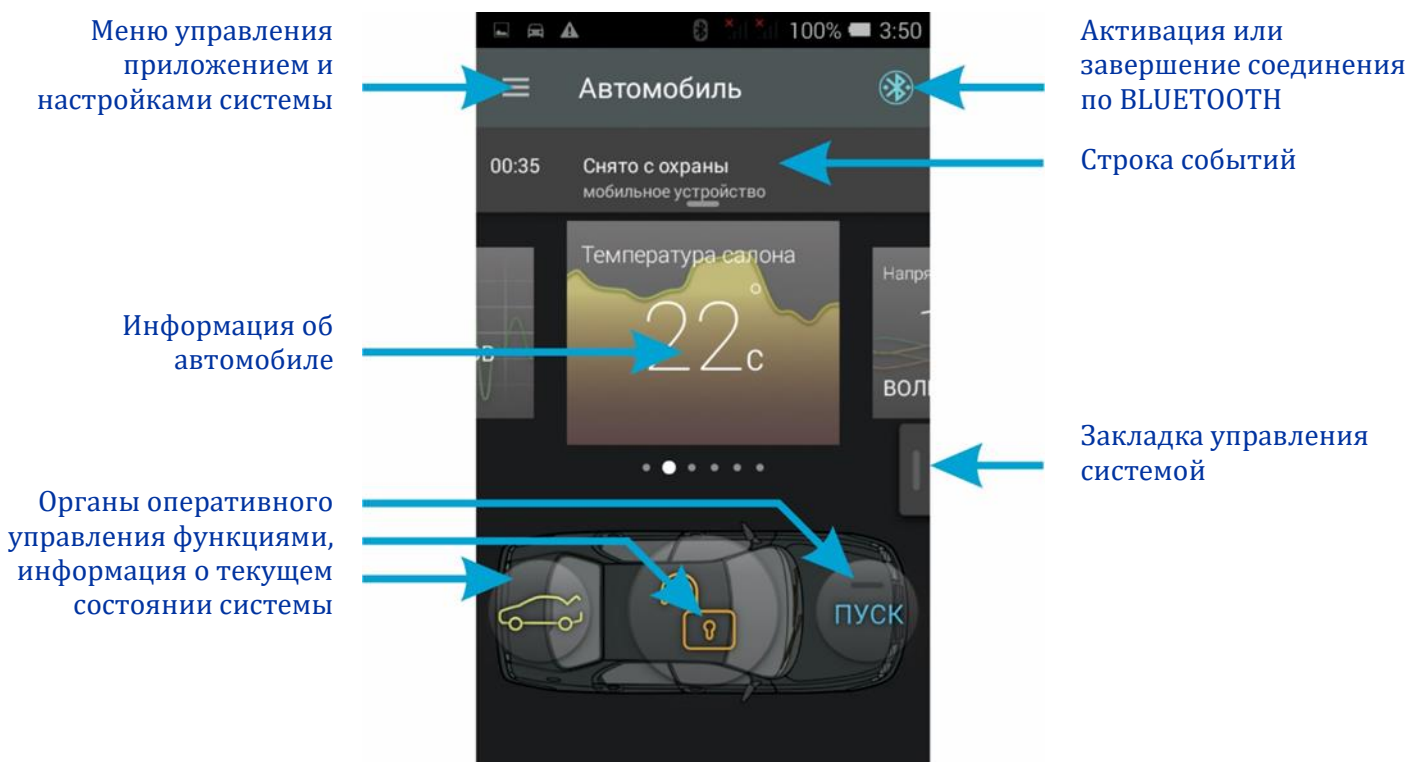 Меню управления
приложением и
настройками системы
Информация об
автомобиле
Органы оперативного
управления функциями,
информация о текущем
состоянии системы
100% 3:50
Автомобиль
00:35 Снято с охраны
мобильное устройство
Температура салона
22°c
ПУСК
Активация или
завершение соединения
по BLUETOOTH
Строка событий
Закладка управления
системой